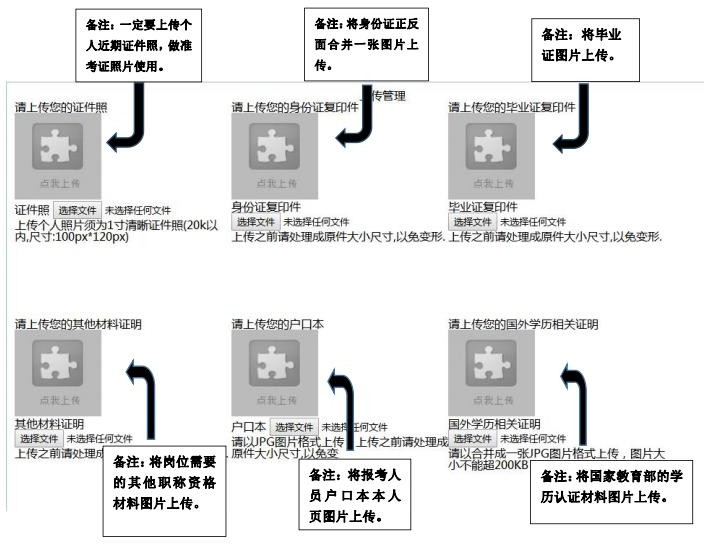 备注：一定要上传个
人近期证件照，做准
考证照片使用。
备注：将身份证正反
面合并一张图片上
传。
备注：将毕业
证图片上传。
传管理
请上传您的证件照
请上传您的身份证复印件
请上传您的毕业证复印件
点我上传
点我上传
点我上传
证件照 选择文件 未选择任何文件
上传个人照片须为1寸清晰证件照(20k以
内,尺寸:100px*120px)
身份证复印件
选择文件 未选择任何文件
上传之前请处理成原件大小尺寸,以免变形.
毕业证复印件
选择文件 未选择任何文件
上传之前请处理成原件大小尺寸,以免变形.
请上传您的其他材料证明
请上传您的户口本
请上传您的国外学历相关证明
点我上传
点我上传
点我上传
其他材料证明
选择文件 未选择任何文件
上传之前请处理成
户口本 选择文件 未选择任何文件
请以JPG图片格式上传，上传之前请处理成
原件大小尺寸,以免变
国外学历相关证明
选择文件 未选择任何文件
请以合并成一张JPG图片格式上传，图片大
小不能超200KB
备注：将岗位需要
的其他职称资格
材料图片上传。
备注：将报考人
员户口本本人
页图片上传。
备注：将国家教育部的学
历认证材料图片上传。